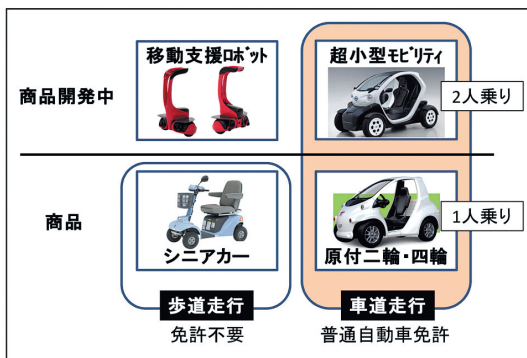 移動支援ロボット
超小型モビリティ
商品開発中
2人乗り
商品
1人乗り
シニアカー
原付二輪・四輪
歩道走行
車道走行
免許不要
普通自動車免許